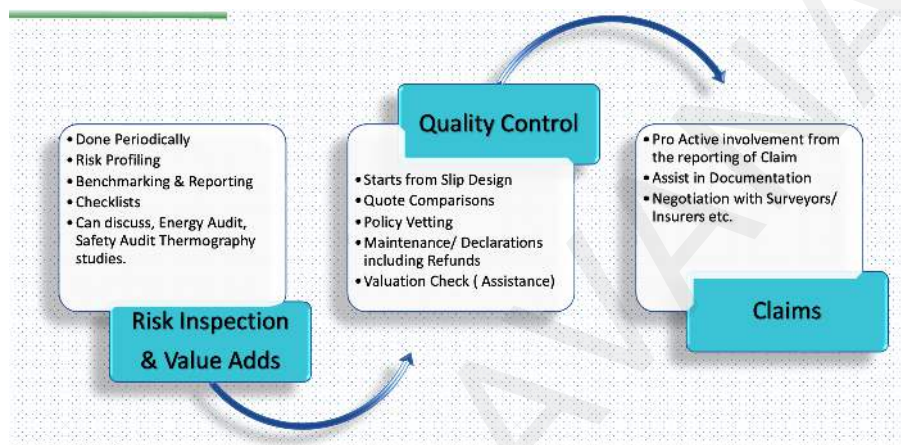 • Done Periodically
• Risk Profiling
• Benchmarking & Reporting
• Checklists
• Can discuss, Energy Audit,
Safety Audit Thermography
studies.
Risk Inspection
& Value Adds
Quality Control
• Starts from Slip Design
• Quote Comparisons
• Policy Vetting
• Maintenance/ Declarations
including Refunds
• Valuation Check ( Assistance)
• Pro Active involvement from
the reporting of Claim
• Assist in Documentation
• Negotiation with Surveyors/
Insurers etc.
Claims